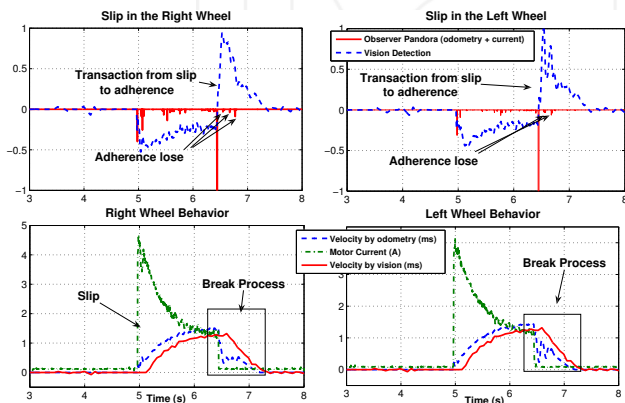 Slip in the Right Wheel
1
0.5
0
−0.5
−1
3 4 5 6 7 8
Transaction from slip
to adherence
Adherence lose
Slip in the Left Wheel
1
0.5
0
−0.5
−1
3 4 5 6 7 8
Observer Pandora (odometry + current)
Vision Detection
Transaction from slip
to adherence
Adherence lose
Right Wheel Behavior
5
4
3
2
1
0
3 4 5 6 7 8
Time (s)
Slip
Break Process
Left Wheel Behavior
4
2
0
3 4 5 6 7 8
Time (s)
Velocity by odometry (ms)
Motor Current (A)
Velocity by vision (ms)
Break Process